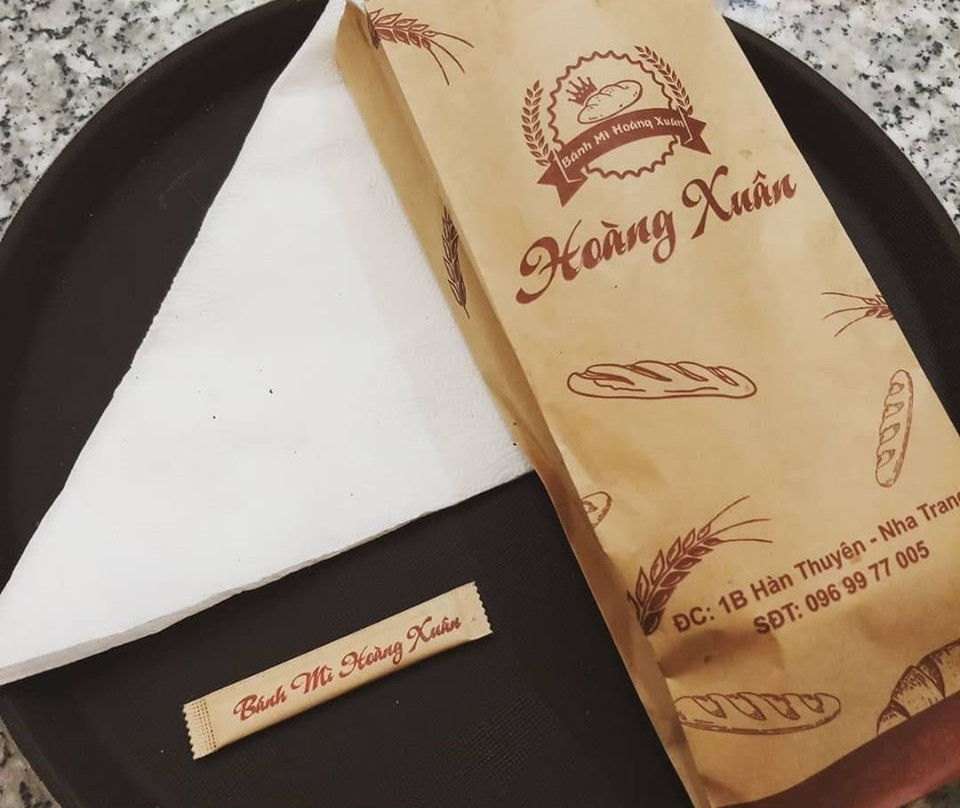 Bánh Mì Hoàng Xuân
Hoàng Xuân
ĐC: 1B Hàn Thuyên - Nha Trang
SĐT: 096 99 77 005
Bánh Mì Hoàng Xuân